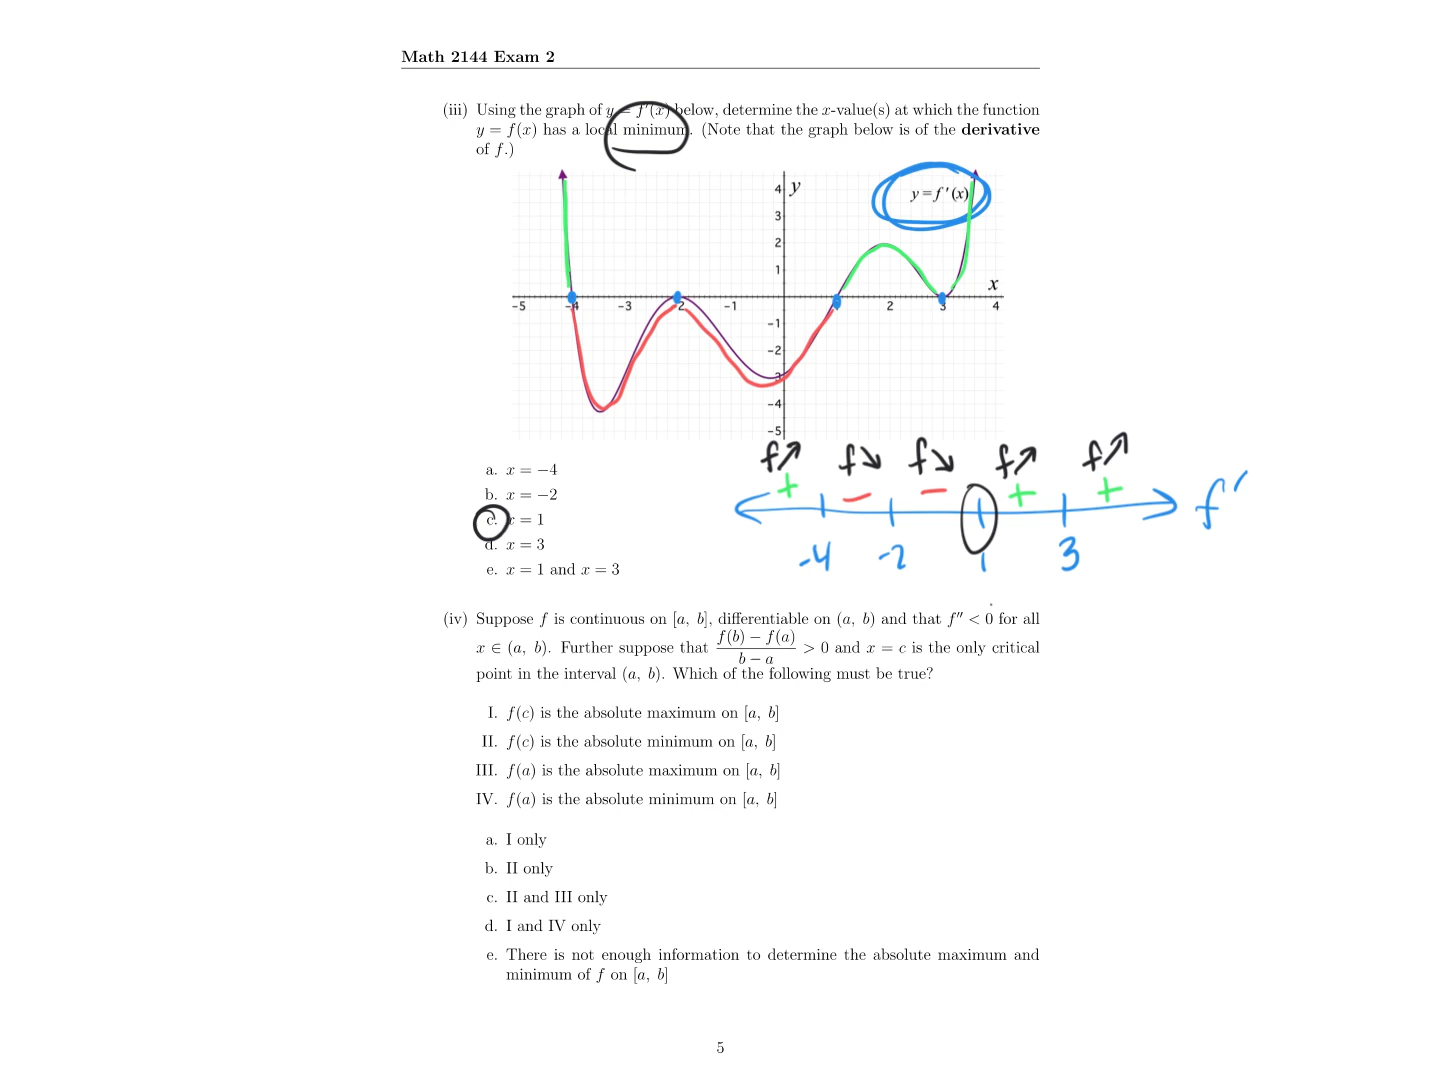 Math 2144 Exam 2
(iii) Using the graph of y = f′(x) below, determine the x-value(s) at which the function
y = f(x) has a local minimum. (Note that the graph below is of the derivative
of f.)
4 y
y = f ′ (x)
3
2
1
x
-5 -4 -3 -2 -1 2 3 4
-1
-2
-3
-4
-5
f↗ f↘ f↘ f↗ f↗
+ − − + + f′
-4 -2 1 3
a. x = −4
b. x = −2
c. x = 1
d. x = 3
e. x = 1 and x = 3
(iv) Suppose f is continuous on [a, b], differentiable on (a, b) and that f″ < 0 for all
x ∈ (a, b). Further suppose that (f(b) − f(a))/(b − a) > 0 and x = c is the only critical
point in the interval (a, b). Which of the following must be true?
I. f(c) is the absolute maximum on [a, b]
II. f(c) is the absolute minimum on [a, b]
III. f(a) is the absolute maximum on [a, b]
IV. f(a) is the absolute minimum on [a, b]
a. I only
b. II only
c. II and III only
d. I and IV only
e. There is not enough information to determine the absolute maximum and
minimum of f on [a, b]
5